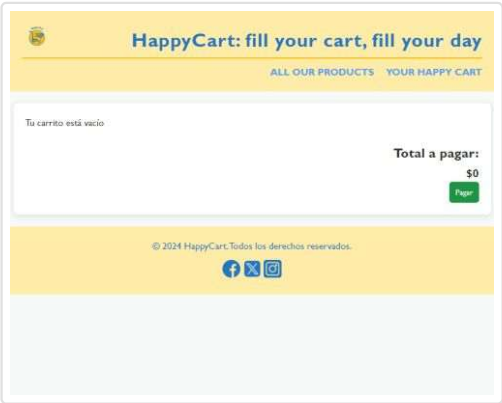 HappyCart: fill your cart, fill your day
ALL OUR PRODUCTS YOUR HAPPY CART
Tu carrito está vacío
Total a pagar:
$0
Pagar
© 2024 HappyCart. Todos los derechos reservados.